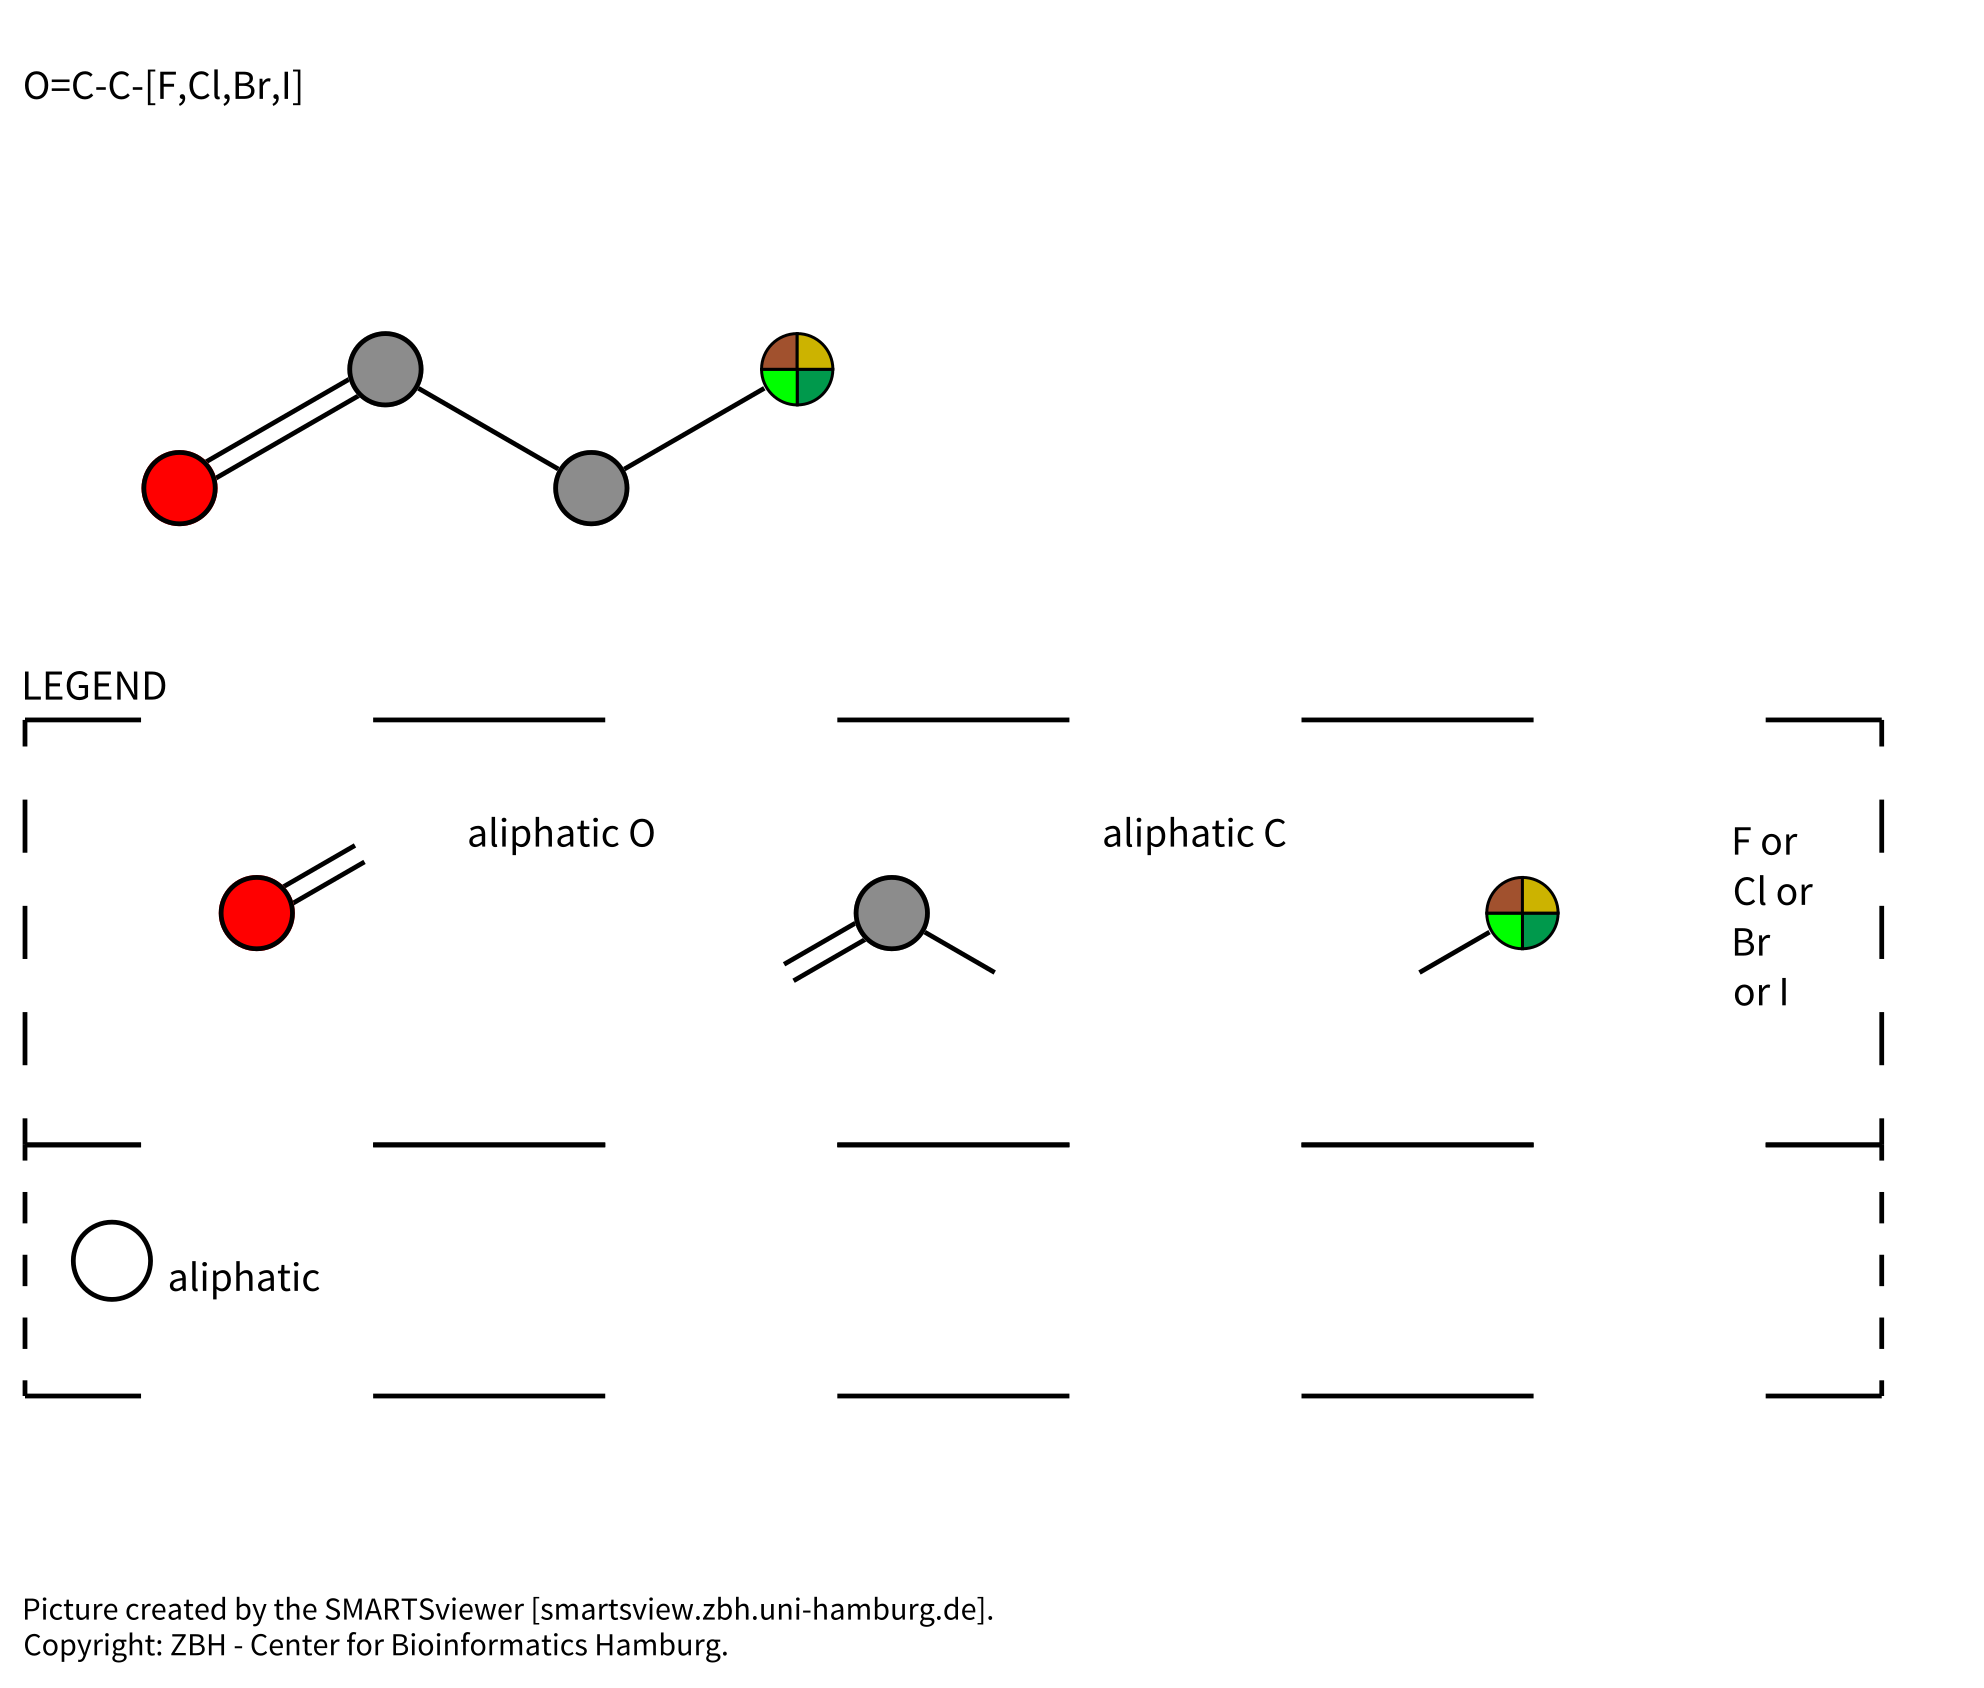 O=C-C-[F,Cl,Br,I]
LEGEND
aliphatic O
aliphatic C
F or
Cl or
Br
or I
aliphatic
Picture created by the SMARTSviewer [smartsview.zbh.uni-hamburg.de].
Copyright: ZBH - Center for Bioinformatics Hamburg.